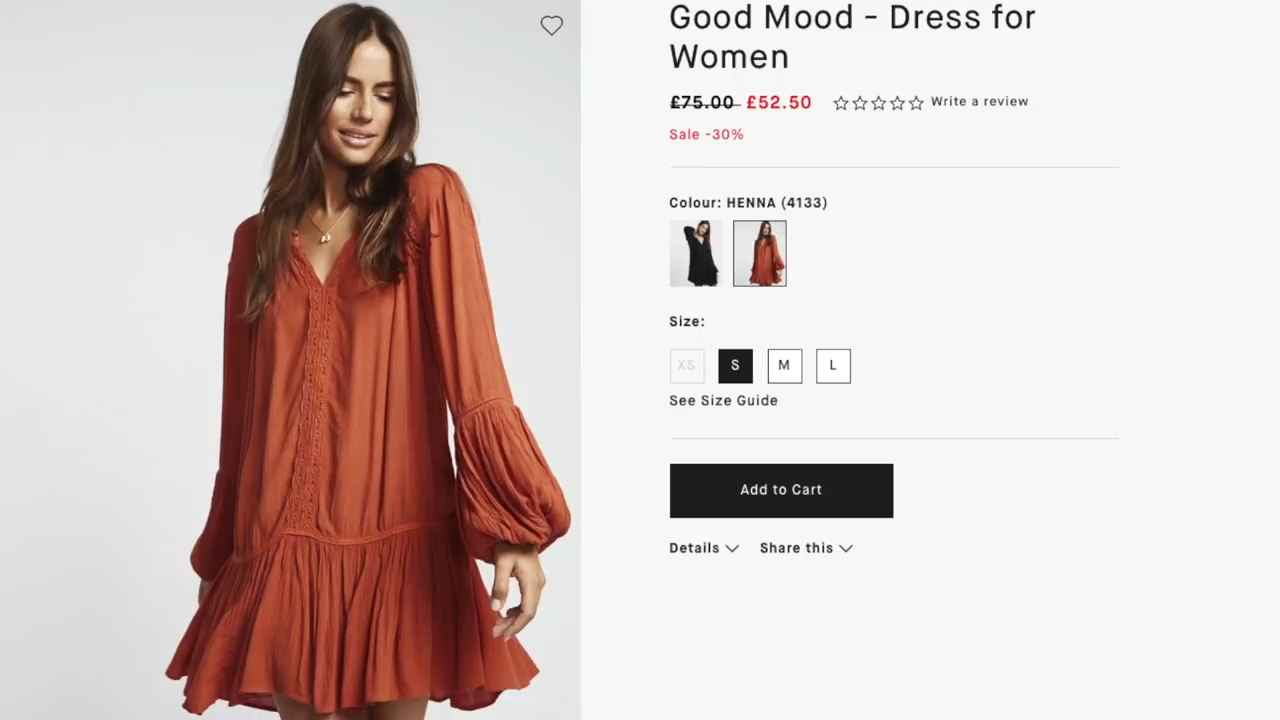 Good Mood - Dress for
Women
£75.00 £52.50 Write a review
Sale -30%
Colour: HENNA (4133)
Size:
XS S M L
See Size Guide
Add to Cart
Details Share this